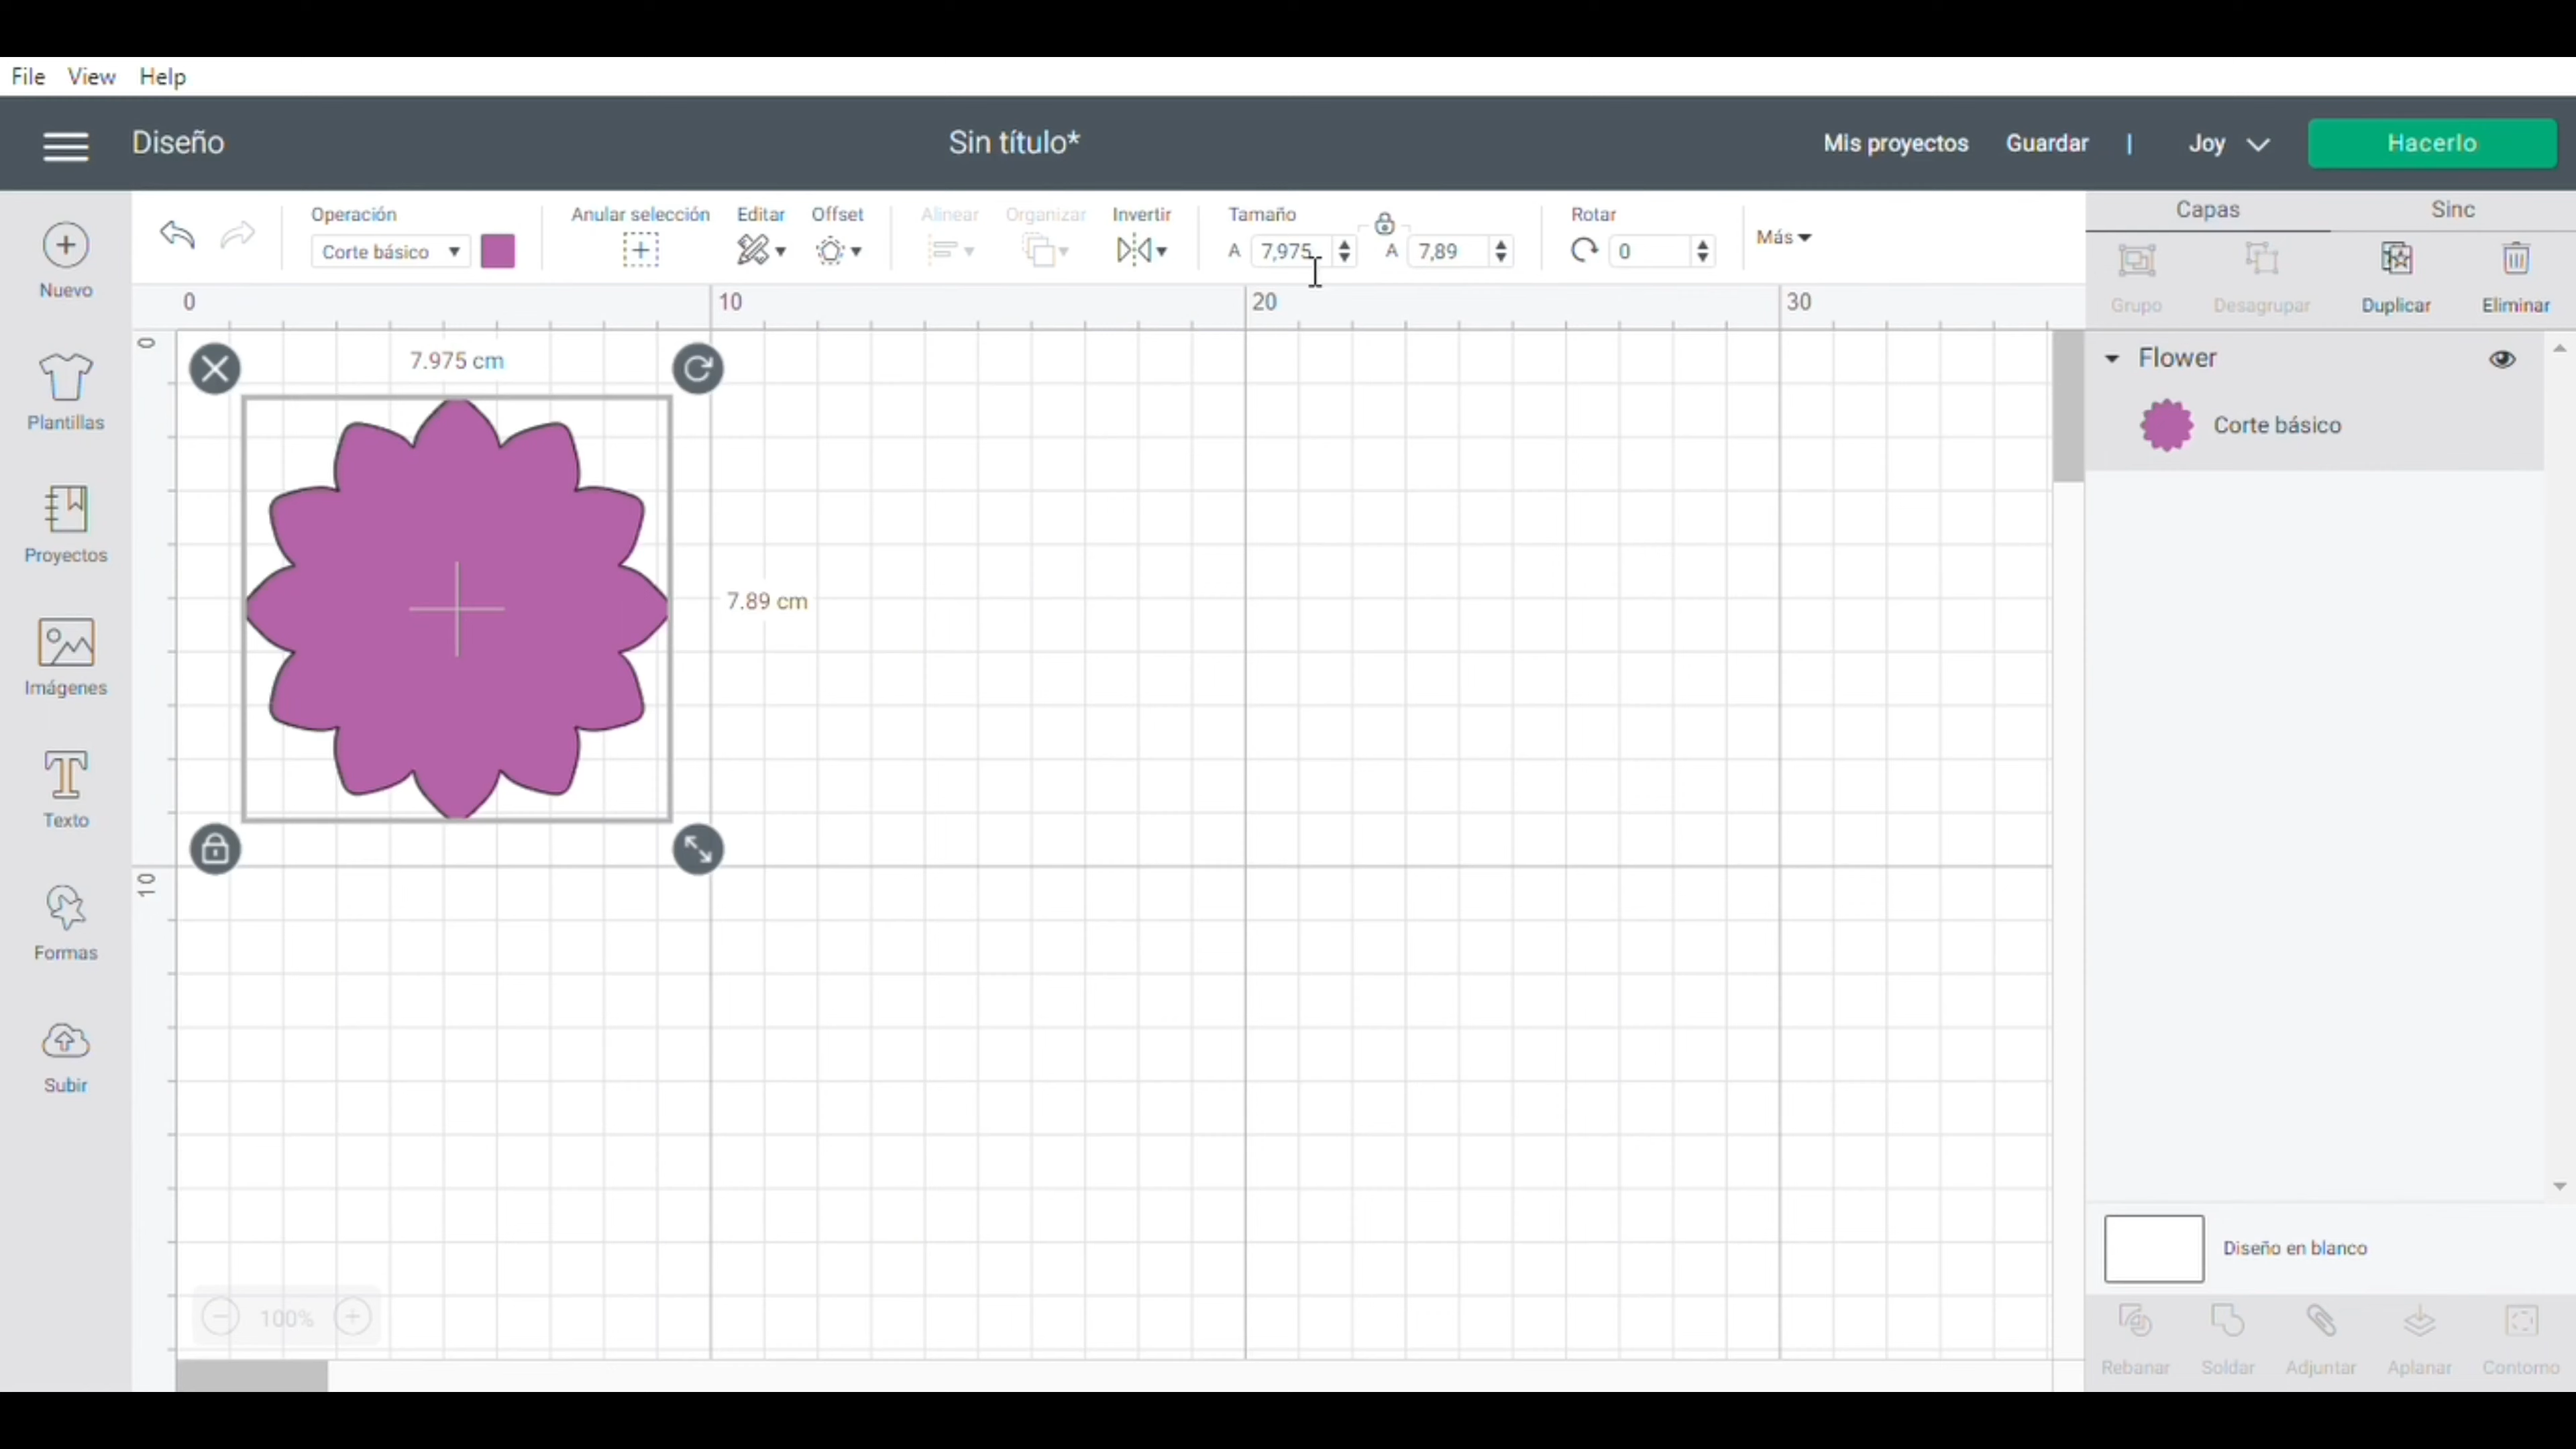 File View Help
Diseño Sin título* Mis proyectos Guardar | Joy Hacerlo
Operación Anular selección Editar Offset Alinear Organizar Invertir Tamaño Rotar
Corte básico A 7,975 A 7,89 0 Más
Capas Sinc
Grupo Desagrupar Duplicar Eliminar
Nuevo
Plantillas
Proyectos
Imágenes
Texto
Formas
Subir
0 10 20 30
0
10
7.975 cm
7.89 cm
100%
Flower
Corte básico
Diseño en blanco
Rebanar Soldar Adjuntar Aplanar Contorno